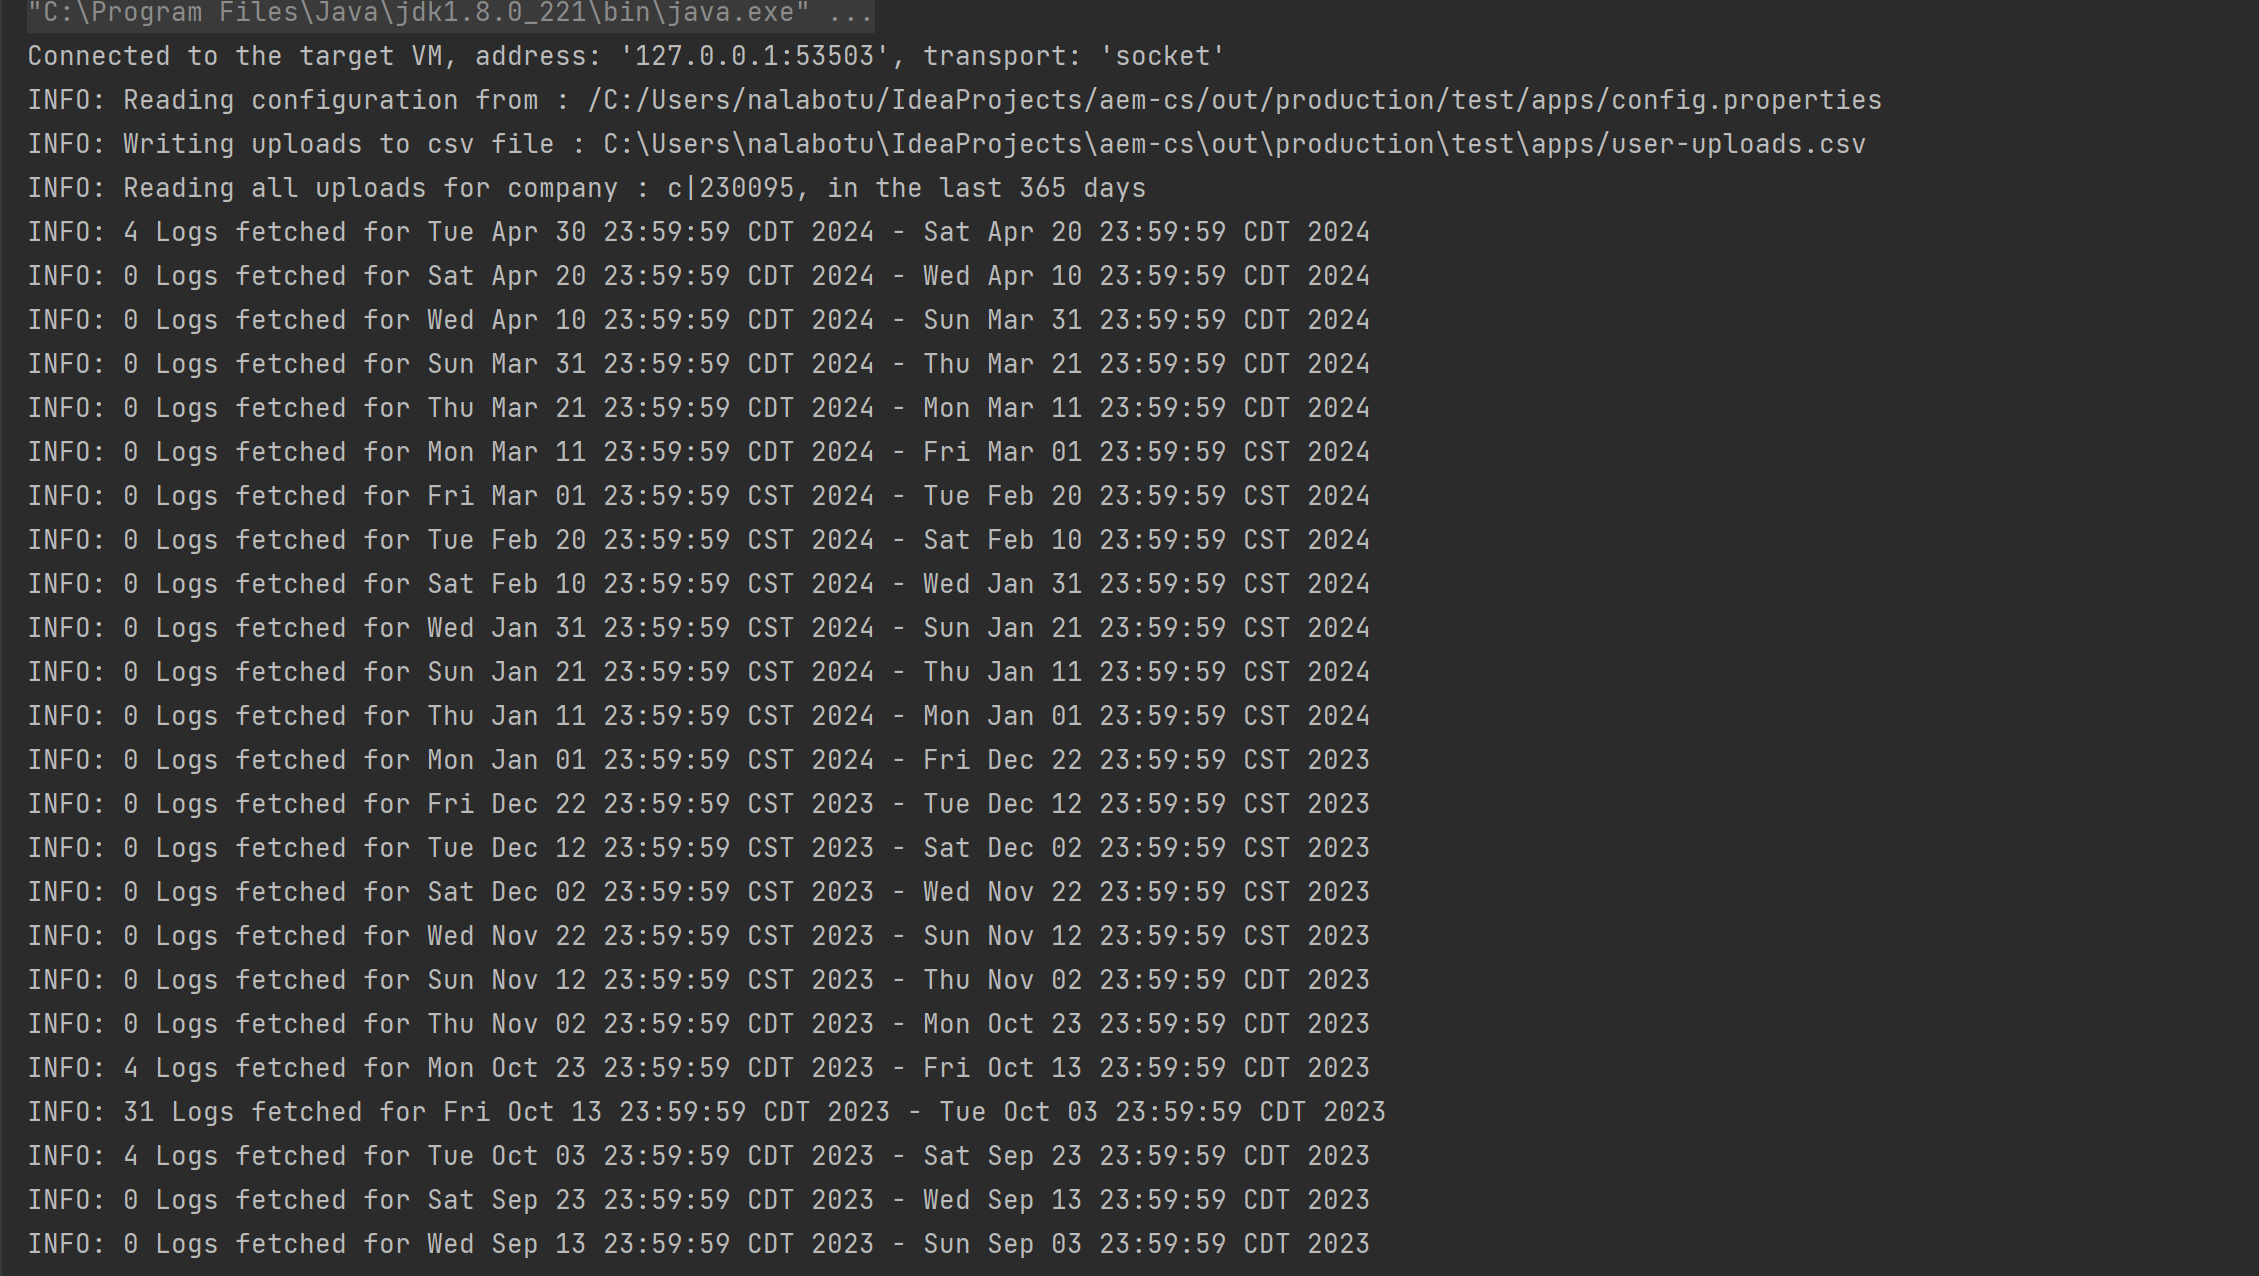 "C:\Program Files\Java\jdk1.8.0_221\bin\java.exe" ...
Connected to the target VM, address: '127.0.0.1:53503', transport: 'socket'
INFO: Reading configuration from : /C:/Users/nalabotu/IdeaProjects/aem-cs/out/production/test/apps/config.properties
INFO: Writing uploads to csv file : C:\Users\nalabotu\IdeaProjects\aem-cs\out\production\test\apps/user-uploads.csv
INFO: Reading all uploads for company : c|230095, in the last 365 days
INFO: 4 Logs fetched for Tue Apr 30 23:59:59 CDT 2024 - Sat Apr 20 23:59:59 CDT 2024
INFO: 0 Logs fetched for Sat Apr 20 23:59:59 CDT 2024 - Wed Apr 10 23:59:59 CDT 2024
INFO: 0 Logs fetched for Wed Apr 10 23:59:59 CDT 2024 - Sun Mar 31 23:59:59 CDT 2024
INFO: 0 Logs fetched for Sun Mar 31 23:59:59 CDT 2024 - Thu Mar 21 23:59:59 CDT 2024
INFO: 0 Logs fetched for Thu Mar 21 23:59:59 CDT 2024 - Mon Mar 11 23:59:59 CDT 2024
INFO: 0 Logs fetched for Mon Mar 11 23:59:59 CDT 2024 - Fri Mar 01 23:59:59 CST 2024
INFO: 0 Logs fetched for Fri Mar 01 23:59:59 CST 2024 - Tue Feb 20 23:59:59 CST 2024
INFO: 0 Logs fetched for Tue Feb 20 23:59:59 CST 2024 - Sat Feb 10 23:59:59 CST 2024
INFO: 0 Logs fetched for Sat Feb 10 23:59:59 CST 2024 - Wed Jan 31 23:59:59 CST 2024
INFO: 0 Logs fetched for Wed Jan 31 23:59:59 CST 2024 - Sun Jan 21 23:59:59 CST 2024
INFO: 0 Logs fetched for Sun Jan 21 23:59:59 CST 2024 - Thu Jan 11 23:59:59 CST 2024
INFO: 0 Logs fetched for Thu Jan 11 23:59:59 CST 2024 - Mon Jan 01 23:59:59 CST 2024
INFO: 0 Logs fetched for Mon Jan 01 23:59:59 CST 2024 - Fri Dec 22 23:59:59 CST 2023
INFO: 0 Logs fetched for Fri Dec 22 23:59:59 CST 2023 - Tue Dec 12 23:59:59 CST 2023
INFO: 0 Logs fetched for Tue Dec 12 23:59:59 CST 2023 - Sat Dec 02 23:59:59 CST 2023
INFO: 0 Logs fetched for Sat Dec 02 23:59:59 CST 2023 - Wed Nov 22 23:59:59 CST 2023
INFO: 0 Logs fetched for Wed Nov 22 23:59:59 CST 2023 - Sun Nov 12 23:59:59 CST 2023
INFO: 0 Logs fetched for Sun Nov 12 23:59:59 CST 2023 - Thu Nov 02 23:59:59 CDT 2023
INFO: 0 Logs fetched for Thu Nov 02 23:59:59 CDT 2023 - Mon Oct 23 23:59:59 CDT 2023
INFO: 4 Logs fetched for Mon Oct 23 23:59:59 CDT 2023 - Fri Oct 13 23:59:59 CDT 2023
INFO: 31 Logs fetched for Fri Oct 13 23:59:59 CDT 2023 - Tue Oct 03 23:59:59 CDT 2023
INFO: 4 Logs fetched for Tue Oct 03 23:59:59 CDT 2023 - Sat Sep 23 23:59:59 CDT 2023
INFO: 0 Logs fetched for Sat Sep 23 23:59:59 CDT 2023 - Wed Sep 13 23:59:59 CDT 2023
INFO: 0 Logs fetched for Wed Sep 13 23:59:59 CDT 2023 - Sun Sep 03 23:59:59 CDT 2023